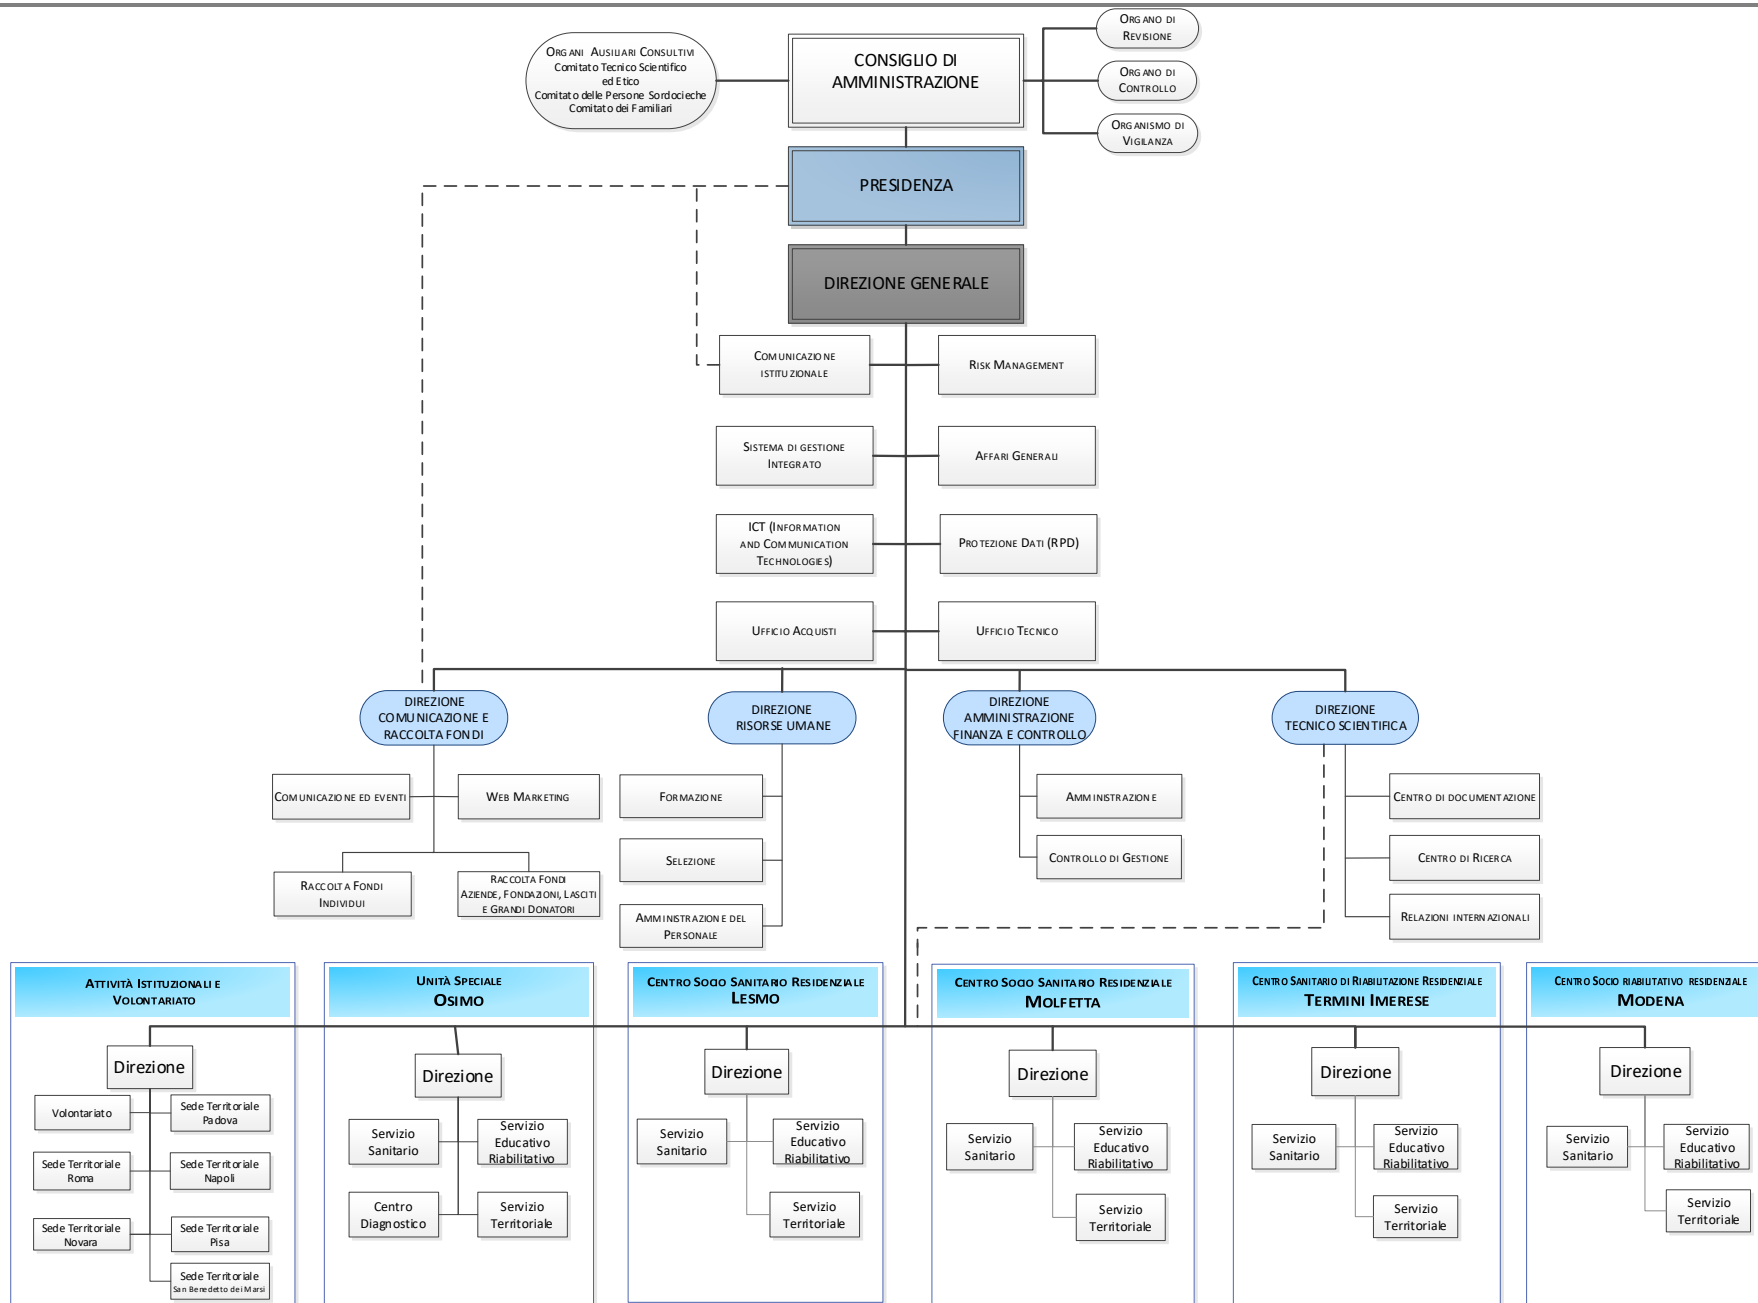 ORGANI AUSILIARI CONSULTIVI
Comitato Tecnico Scientifico
ed Etico
Comitato delle Persone Sordocieche
Comitato dei Familiari
CONSIGLIO DI
AMMINISTRAZIONE
ORGANO DI
REVISIONE
ORGANO DI
CONTROLLO
ORGANISMO DI
VIGILANZA
PRESIDENZA
DIREZIONE GENERALE
COMUNICAZIONE
ISTITUZIONALE
RISK MANAGEMENT
SISTEMA DI GESTIONE
INTEGRATO
AFFARI GENERALI
ICT (INFORMATION
AND COMMUNICATION
TECHNOLOGIES)
PROTEZIONE DATI (RPD)
UFFICIO ACQUISTI
UFFICIO TECNICO
DIREZIONE
COMUNICAZIONE E
RACCOLTA FONDI
DIREZIONE
RISORSE UMANE
DIREZIONE
AMMINISTRAZIONE
FINANZA E CONTROLLO
DIREZIONE
TECNICO SCIENTIFICA
COMUNICAZIONE ED EVENTI
WEB MARKETING
RACCOLTA FONDI
INDIVIDUI
RACCOLTA FONDI
AZIENDE, FONDAZIONI, LASCITI
E GRANDI DONATORI
FORMAZIONE
SELEZIONE
AMMINISTRAZIONE DEL
PERSONALE
AMMINISTRAZIONE
CONTROLLO DI GESTIONE
CENTRO DI DOCUMENTAZIONE
CENTRO DI RICERCA
RELAZIONI INTERNAZIONALI
ATTIVITÀ ISTITUZIONALI E
VOLONTARIATO
Direzione
Volontariato
Sede Territoriale
Padova
Sede Territoriale
Roma
Sede Territoriale
Napoli
Sede Territoriale
Novara
Sede Territoriale
Pisa
Sede Territoriale
San Benedetto dei Marsi
UNITÀ SPECIALE
OSIMO
Direzione
Servizio
Sanitario
Servizio
Educativo
Riabilitativo
Centro
Diagnostico
Servizio
Territoriale
CENTRO SOCIO SANITARIO RESIDENZIALE
LESMO
Direzione
Servizio
Sanitario
Servizio
Educativo
Riabilitativo
Servizio
Territoriale
CENTRO SOCIO SANITARIO RESIDENZIALE
MOLFETTA
Direzione
Servizio
Sanitario
Servizio
Educativo
Riabilitativo
Servizio
Territoriale
CENTRO SANITARIO DI RIABILITAZIONE RESIDENZIALE
TERMINI IMERESE
Direzione
Servizio
Sanitario
Servizio
Educativo
Riabilitativo
Servizio
Territoriale
CENTRO SOCIO RIABILITATIVO RESIDENZIALE
MODENA
Direzione
Servizio
Sanitario
Servizio
Educativo
Riabilitativo
Servizio
Territoriale